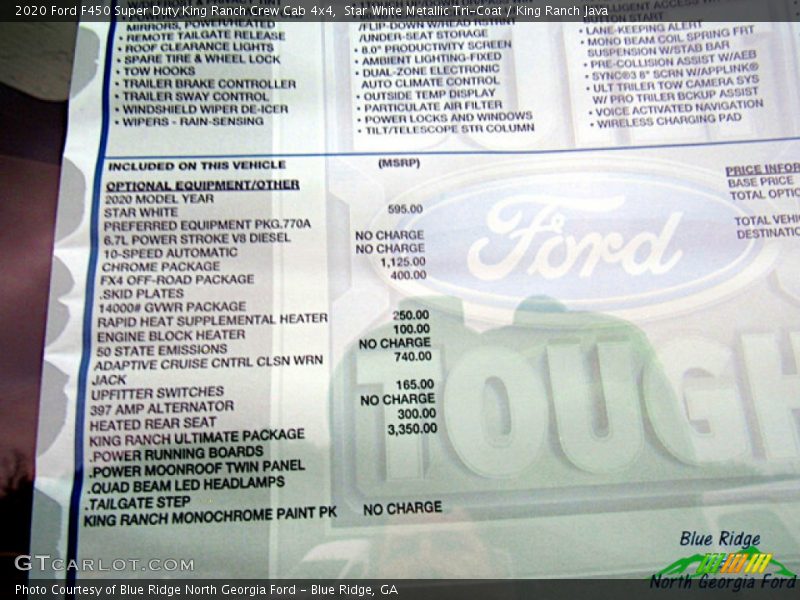 2020 Ford F450 Super Duty King Ranch Crew Cab 4x4, Star White Metallic Tri-Coat / King Ranch Java
MIRRORS, POWER/HEATED
• REMOTE TAILGATE RELEASE
• ROOF CLEARANCE LIGHTS
• SPARE TIRE & WHEEL LOCK
• TOW HOOKS
• TRAILER BRAKE CONTROLLER
• TRAILER SWAY CONTROL
• WINDSHIELD WIPER DE-ICER
• WIPERS - RAIN-SENSING
/FLIP-DOWN W/HEAD RSTRNT
/UNDER-SEAT STORAGE
• 8.0" PRODUCTIVITY SCREEN
• AMBIENT LIGHTING-FIXED
• DUAL-ZONE ELECTRONIC
AUTO CLIMATE CONTROL
• OUTSIDE TEMP DISPLAY
• PARTICULATE AIR FILTER
• POWER LOCKS AND WINDOWS
• TILT/TELESCOPE STR COLUMN
BUTTON START
• LANE-KEEPING ALERT
• MONO BEAM COIL SPRING FRT
SUSPENSION W/STAB BAR
• PRE-COLLISION ASSIST W/AEB
• SYNC®3 8" SCRN W/APPLINK®
• ULT TRAILER TOW CAMERA SYS
W/ PRO TRAILER BCKUP ASSIST
• VOICE ACTIVATED NAVIGATION
• WIRELESS CHARGING PAD
INCLUDED ON THIS VEHICLE (MSRP)
OPTIONAL EQUIPMENT/OTHER
2020 MODEL YEAR
STAR WHITE 595.00
PREFERRED EQUIPMENT PKG.770A
6.7L POWER STROKE V8 DIESEL NO CHARGE
10-SPEED AUTOMATIC NO CHARGE
CHROME PACKAGE 1,125.00
FX4 OFF-ROAD PACKAGE 400.00
.SKID PLATES
14000# GVWR PACKAGE
RAPID HEAT SUPPLEMENTAL HEATER 250.00
ENGINE BLOCK HEATER 100.00
50 STATE EMISSIONS NO CHARGE
ADAPTIVE CRUISE CNTRL CLSN WRN 740.00
JACK
UPFITTER SWITCHES 165.00
397 AMP ALTERNATOR NO CHARGE
HEATED REAR SEAT 300.00
KING RANCH ULTIMATE PACKAGE 3,350.00
.POWER RUNNING BOARDS
.POWER MOONROOF TWIN PANEL
.QUAD BEAM LED HEADLAMPS
.TAILGATE STEP
KING RANCH MONOCHROME PAINT PK NO CHARGE
PRICE INFOR
BASE PRICE
TOTAL OPTIO
TOTAL VEHI
DESTINATIO
Ford
TOUGH
GTcarlot.com
Blue Ridge
North Georgia Ford
Photo Courtesy of Blue Ridge North Georgia Ford - Blue Ridge, GA